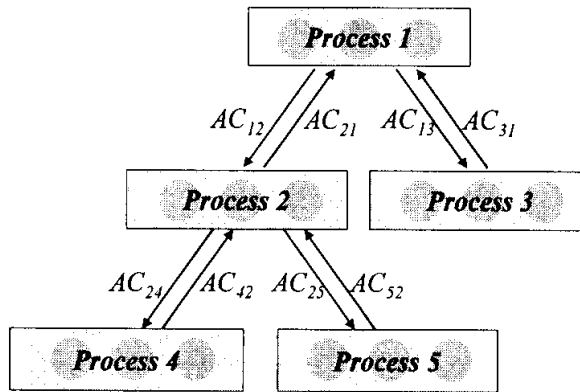 Process 1
AC12 AC21 AC13 AC31
Process 2 Process 3
AC24 AC42 AC25 AC52
Process 4 Process 5